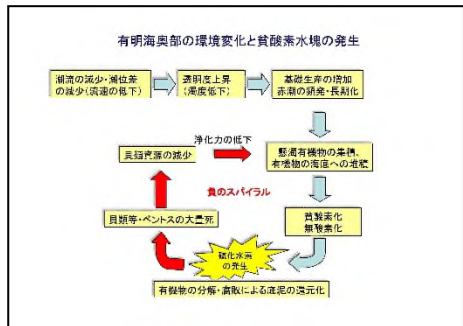 有明海奥部の環境変化と貧酸素水塊の発生
潮流の減少・潮位差
の減少(流速の低下)
透明度上昇
(濁度低下)
基礎生産の増加
赤潮の頻発・長期化
懸濁有機物の集積、
有機物の海底への堆積
貧酸素化
無酸素化
硫化水素
の発生
有機物の分解・腐敗による底泥の還元化
貝類等・ベントスの大量死
貝類資源の減少
浄化力の低下
負のスパイラル